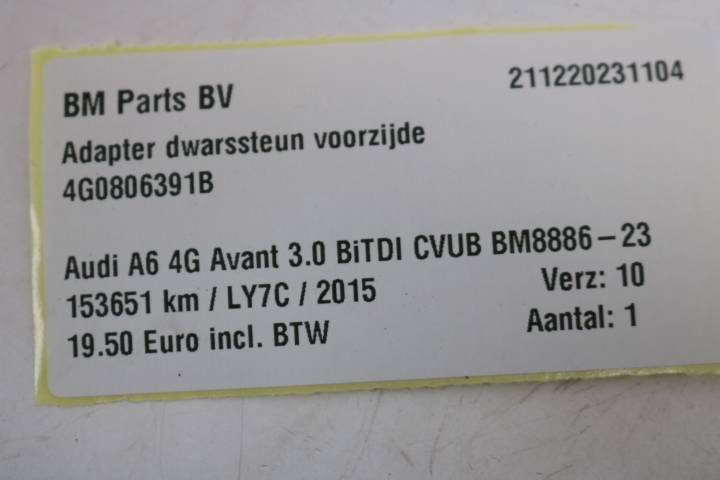 BM Parts BV 211220231104
Adapter dwarssteun voorzijde
4G0806391B
Audi A6 4G Avant 3.0 BiTDI CVUB BM8886-23
153651 km / LY7C / 2015 Verz: 10
19.50 Euro incl. BTW Aantal: 1